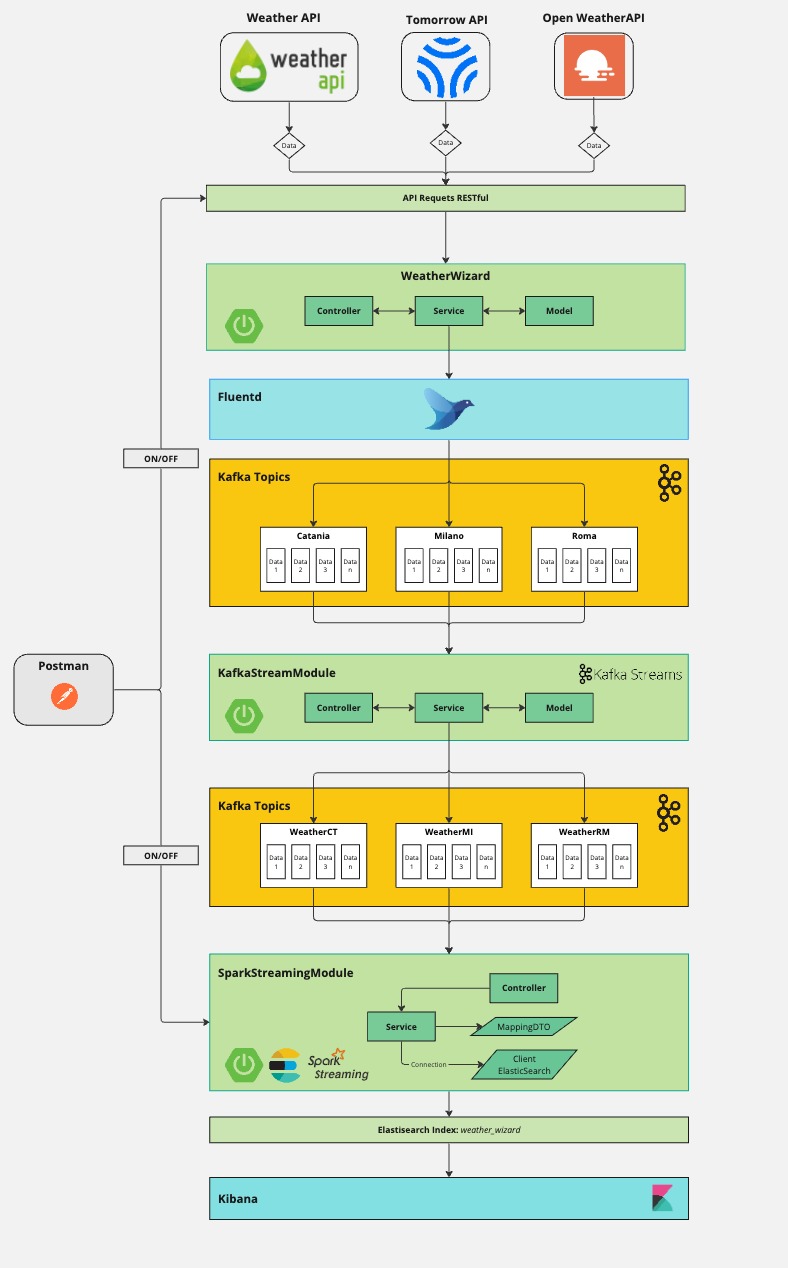 Weather API
Tomorrow API
Open WeatherAPI
weather
api
Data
Data
Data
API Requets RESTful
WeatherWizard
Controller
Service
Model
Fluentd
ON/OFF
Kafka Topics
Catania
Milano
Roma
Data Data Data Data
1 2 3 n
Data Data Data Data
1 2 3 n
Data Data Data Data
1 2 3 n
Postman
KafkaStreamModule
Kafka Streams
Controller
Service
Model
Kafka Topics
WeatherCT
WeatherMI
WeatherRM
Data Data Data Data
1 2 3 n
Data Data Data Data
1 2 3 n
Data Data Data Data
1 2 3 n
ON/OFF
SparkStreamingModule
Controller
Service
MappingDTO
Connection
Client
ElasticSearch
Spark
Streaming
Elastisearch Index: weather_wizard
Kibana